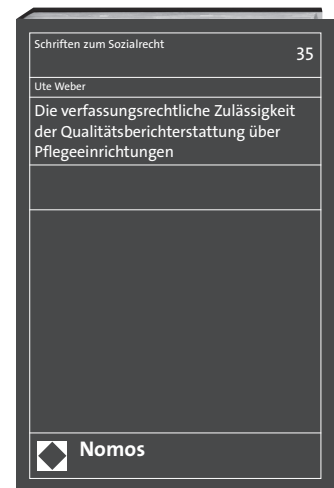 Schriften zum Sozialrecht
35
Ute Weber
Die verfassungsrechtliche Zulässigkeit
der Qualitätsberichterstattung über
Pflegeeinrichtungen
Nomos